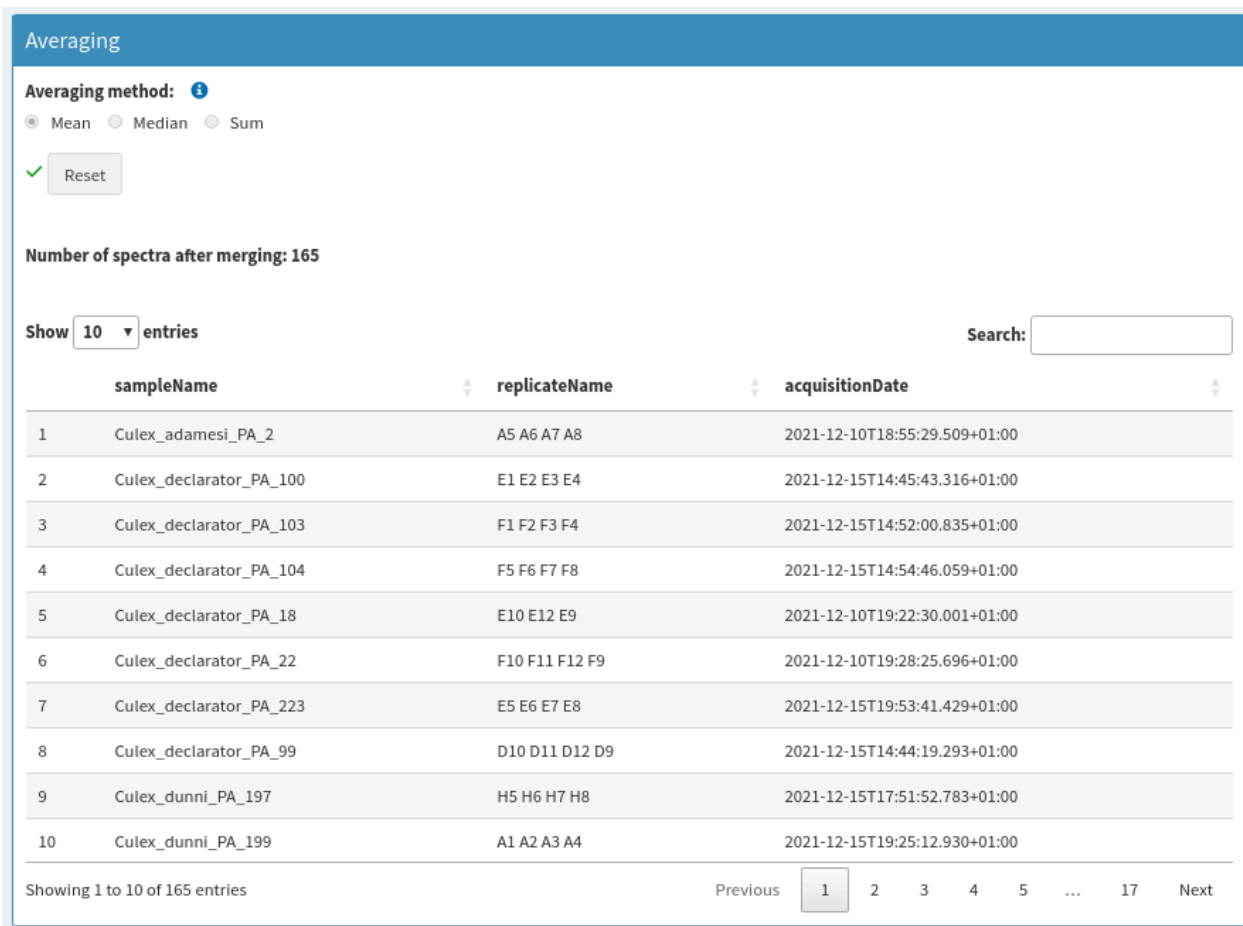 Averaging
Averaging method:
Mean Median Sum
Reset
Number of spectra after merging: 165
Show 10 entries Search:
sampleName replicateName acquisitionDate
1 Culex_adamesi_PA_2 A5 A6 A7 A8 2021-12-10T18:55:29.509+01:00
2 Culex_declarator_PA_100 E1 E2 E3 E4 2021-12-15T14:45:43.316+01:00
3 Culex_declarator_PA_103 F1 F2 F3 F4 2021-12-15T14:52:00.835+01:00
4 Culex_declarator_PA_104 F5 F6 F7 F8 2021-12-15T14:54:46.059+01:00
5 Culex_declarator_PA_18 E10 E12 E9 2021-12-10T19:22:30.001+01:00
6 Culex_declarator_PA_22 F10 F11 F12 F9 2021-12-10T19:28:25.696+01:00
7 Culex_declarator_PA_223 E5 E6 E7 E8 2021-12-15T19:53:41.429+01:00
8 Culex_declarator_PA_99 D10 D11 D12 D9 2021-12-15T14:44:19.293+01:00
9 Culex_dunni_PA_197 H5 H6 H7 H8 2021-12-15T17:51:52.783+01:00
10 Culex_dunni_PA_199 A1 A2 A3 A4 2021-12-15T19:25:12.930+01:00
Showing 1 to 10 of 165 entries Previous 1 2 3 4 5 … 17 Next